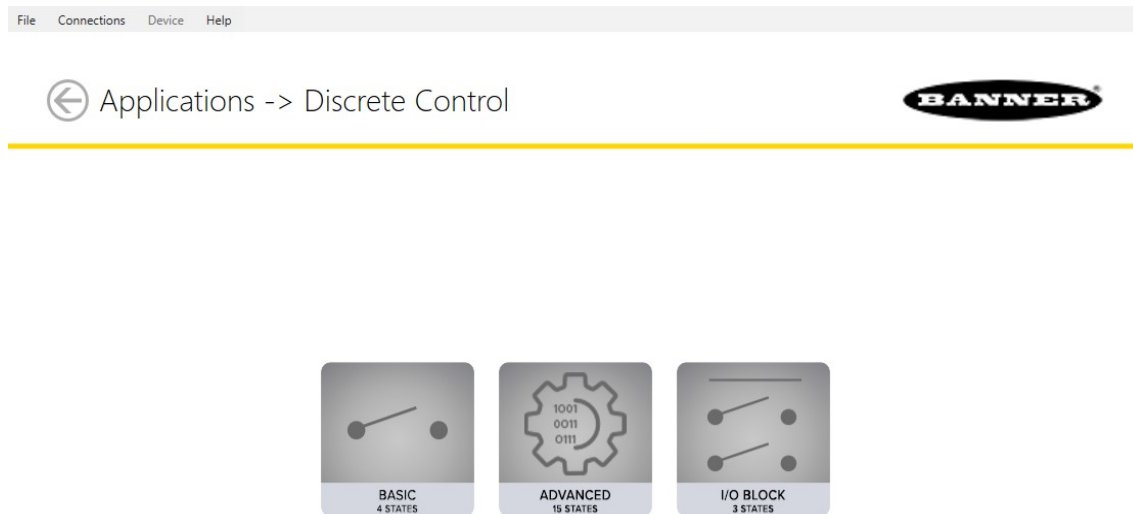 File Connections Device Help
Applications -> Discrete Control
BANNER®
1001
0011
0111
BASIC
4 STATES
ADVANCED
15 STATES
I/O BLOCK
3 STATES